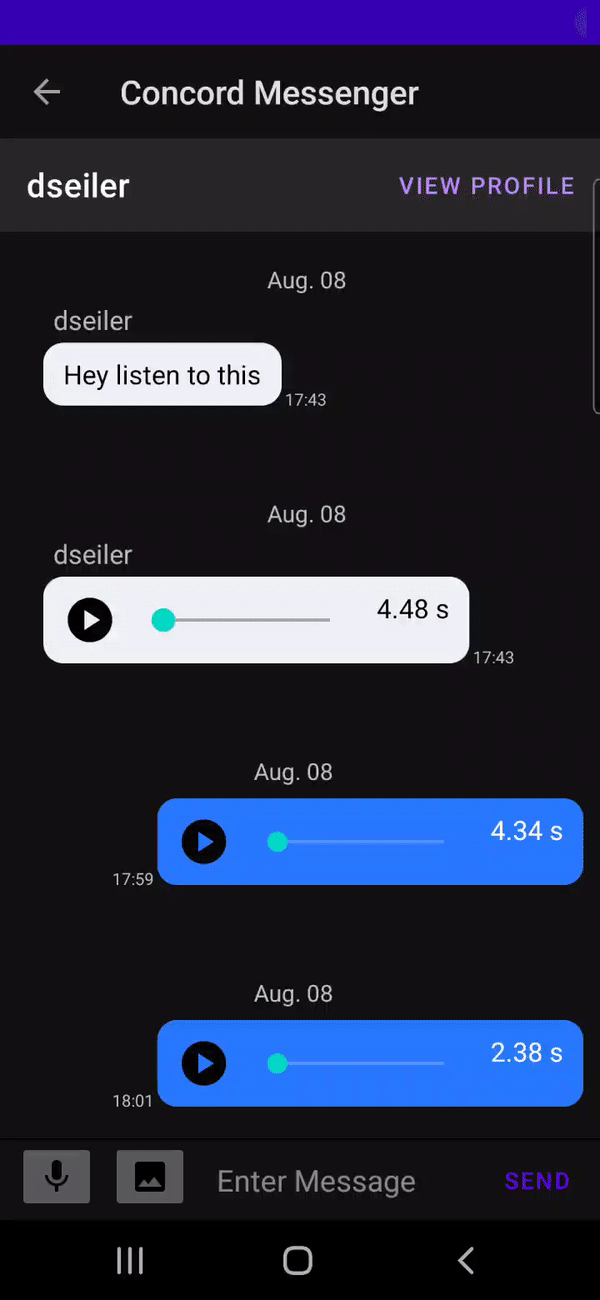 Concord Messenger
dseiler VIEW PROFILE
Aug. 08
dseiler
Hey listen to this
17:43
Aug. 08
dseiler
4.48 s
17:43
Aug. 08
4.34 s
17:59
Aug. 08
2.38 s
18:01
Enter Message SEND